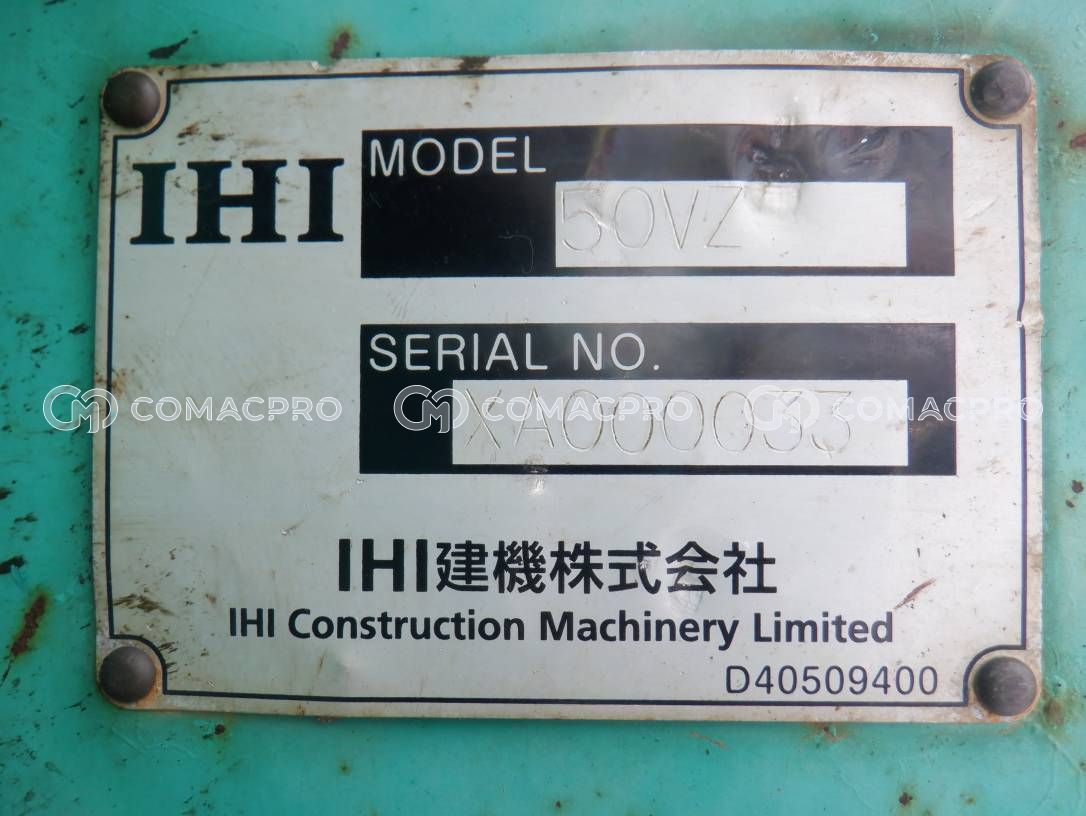 IHI
MODEL
50VZ
SERIAL NO.
XA000033
COMACPRO COMACPRO COMACPRO
IHI建機株式会社
IHI Construction Machinery Limited
D40509400